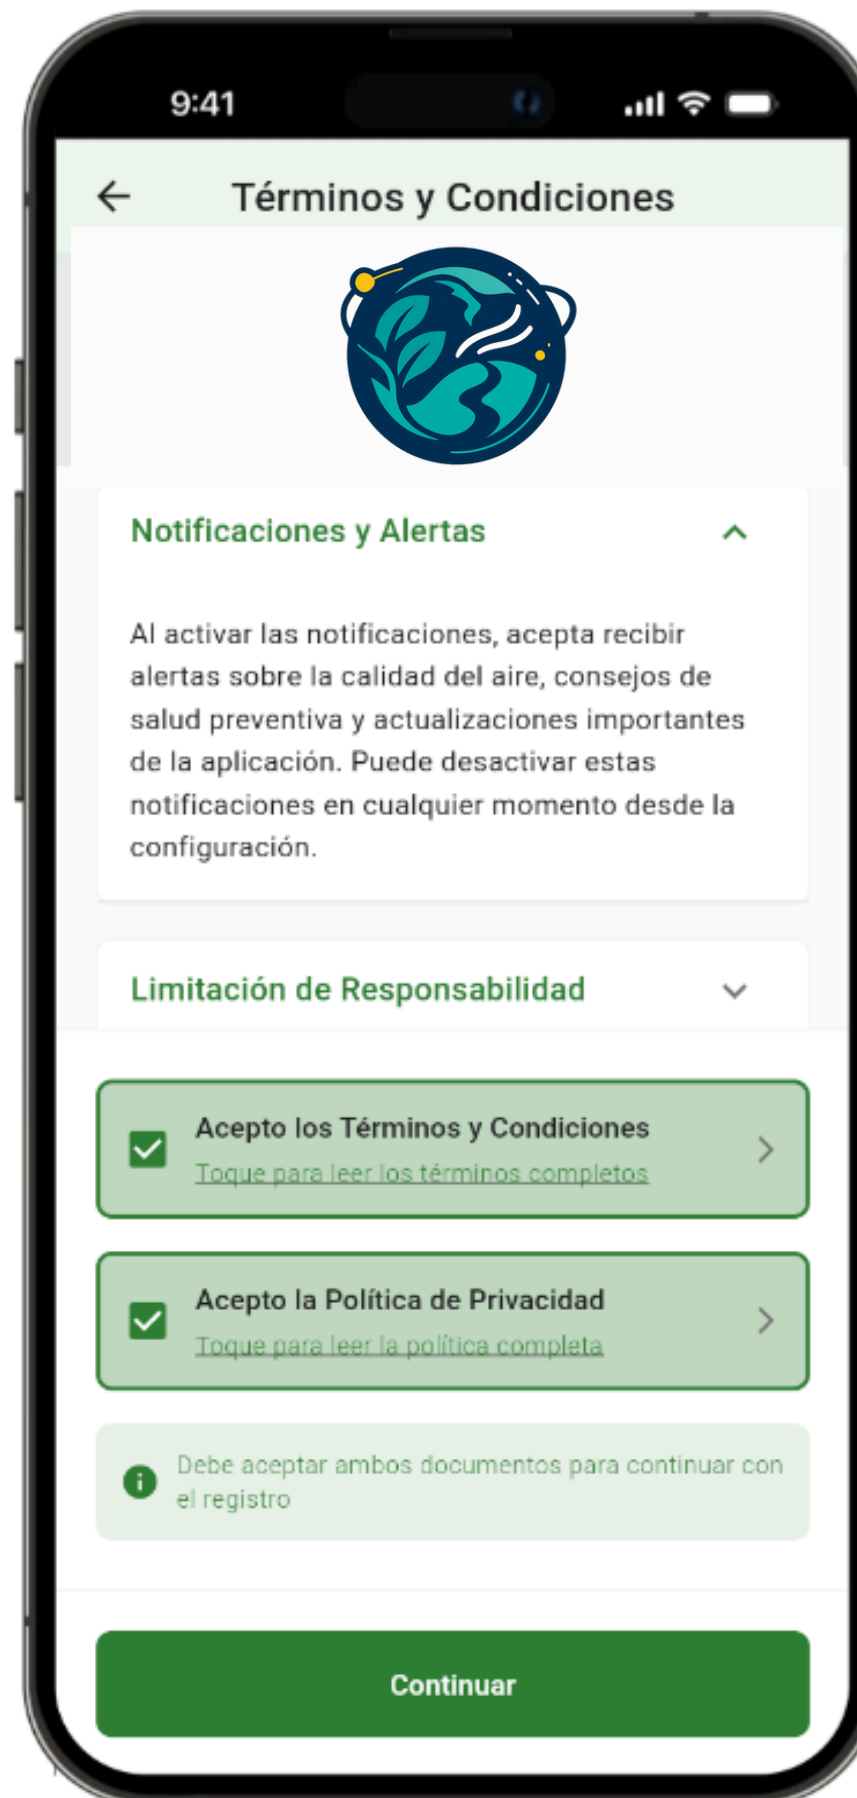 9:41
Términos y Condiciones
Notificaciones y Alertas
Al activar las notificaciones, acepta recibir
alertas sobre la calidad del aire, consejos de
salud preventiva y actualizaciones importantes
de la aplicación. Puede desactivar estas
notificaciones en cualquier momento desde la
configuración.
Limitación de Responsabilidad
Acepto los Términos y Condiciones
Toque para leer los términos completos
Acepto la Política de Privacidad
Toque para leer la política completa
Debe aceptar ambos documentos para continuar con
el registro
Continuar